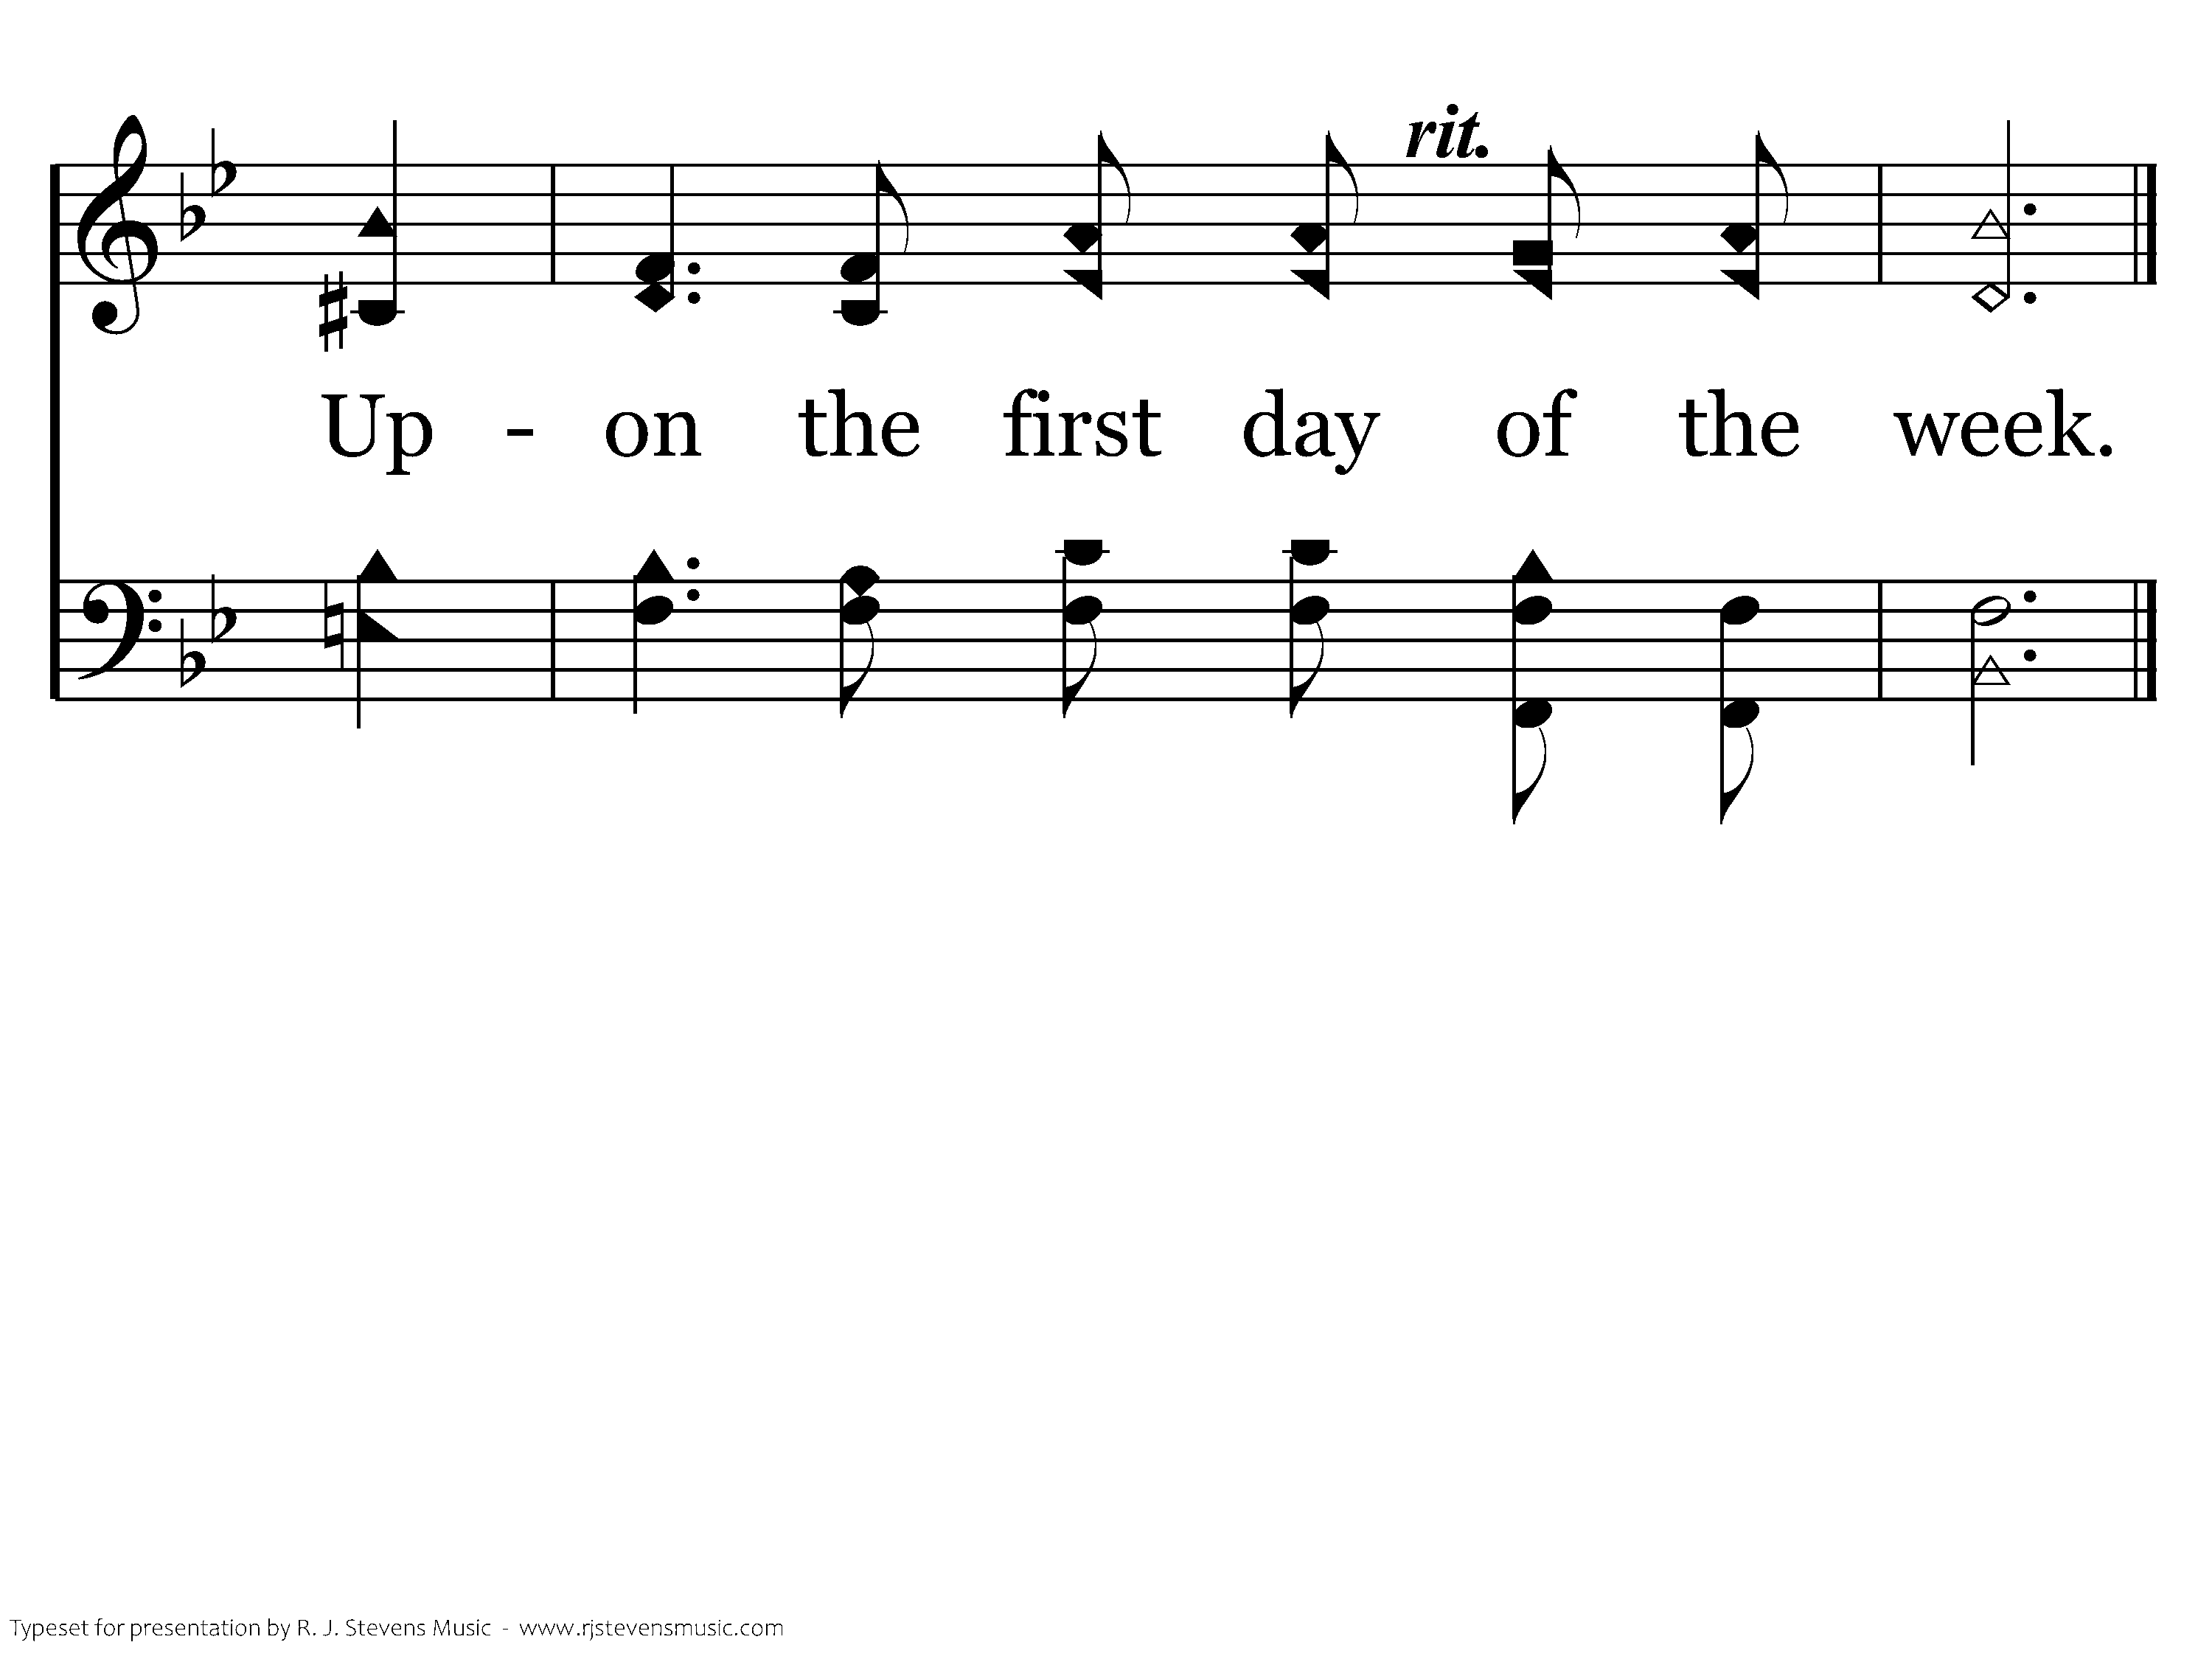 rit.
Up - on the first day of the week.
Typeset for presentation by R. J. Stevens Music - www.rjstevensmusic.com